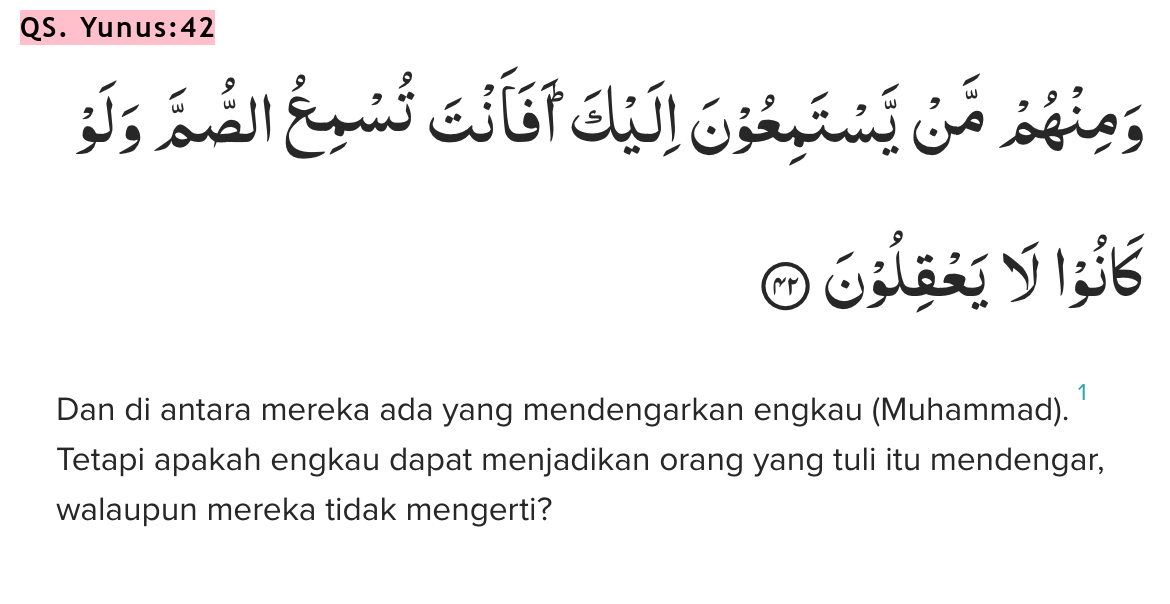 QS. Yunus:42
وَمِنْهُمْ مَّنْ يَّسْتَمِعُوْنَ اِلَيْكَۗ اَفَاَنْتَ تُسْمِعُ الصُّمَّ وَلَوْ
كَانُوْا لَا يَعْقِلُوْنَ ٤٢
Dan di antara mereka ada yang mendengarkan engkau (Muhammad). 1
Tetapi apakah engkau dapat menjadikan orang yang tuli itu mendengar,
walaupun mereka tidak mengerti?